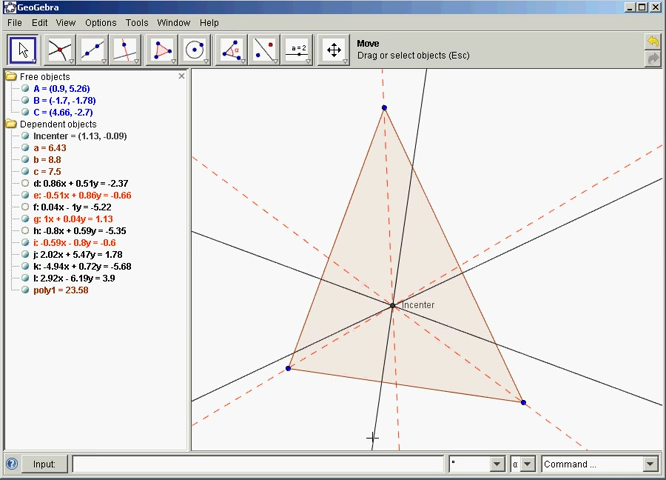 GeoGebra
File Edit View Options Tools Window Help
a=2
Move
Drag or select objects (Esc)
Free objects
A = (0.9, 5.26)
B = (-1.7, -1.78)
C = (4.66, -2.7)
Dependent objects
Incenter = (1.13, -0.09)
a = 6.43
b = 8.8
c = 7.5
d: 0.86x + 0.51y = -2.37
e: -0.51x + 0.86y = -0.66
f: 0.04x - 1y = -5.22
g: 1x + 0.04y = 1.13
h: -0.8x + 0.59y = -5.35
i: -0.59x - 0.8y = -0.6
j: 2.02x + 5.47y = 1.78
k: -4.94x + 0.72y = -5.68
l: 2.92x - 6.19y = 3.9
poly1 = 23.58
Incenter
Input: ° α Command ...